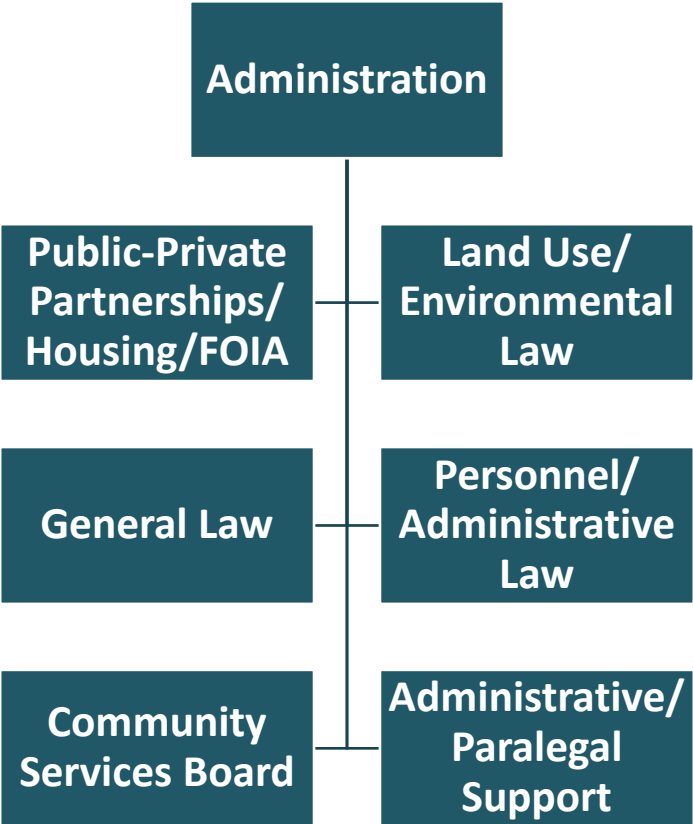 Administration
Public-Private
Partnerships/
Housing/FOIA
Land Use/
Environmental
Law
General Law
Personnel/
Administrative
Law
Community
Services Board
Administrative/
Paralegal
Support